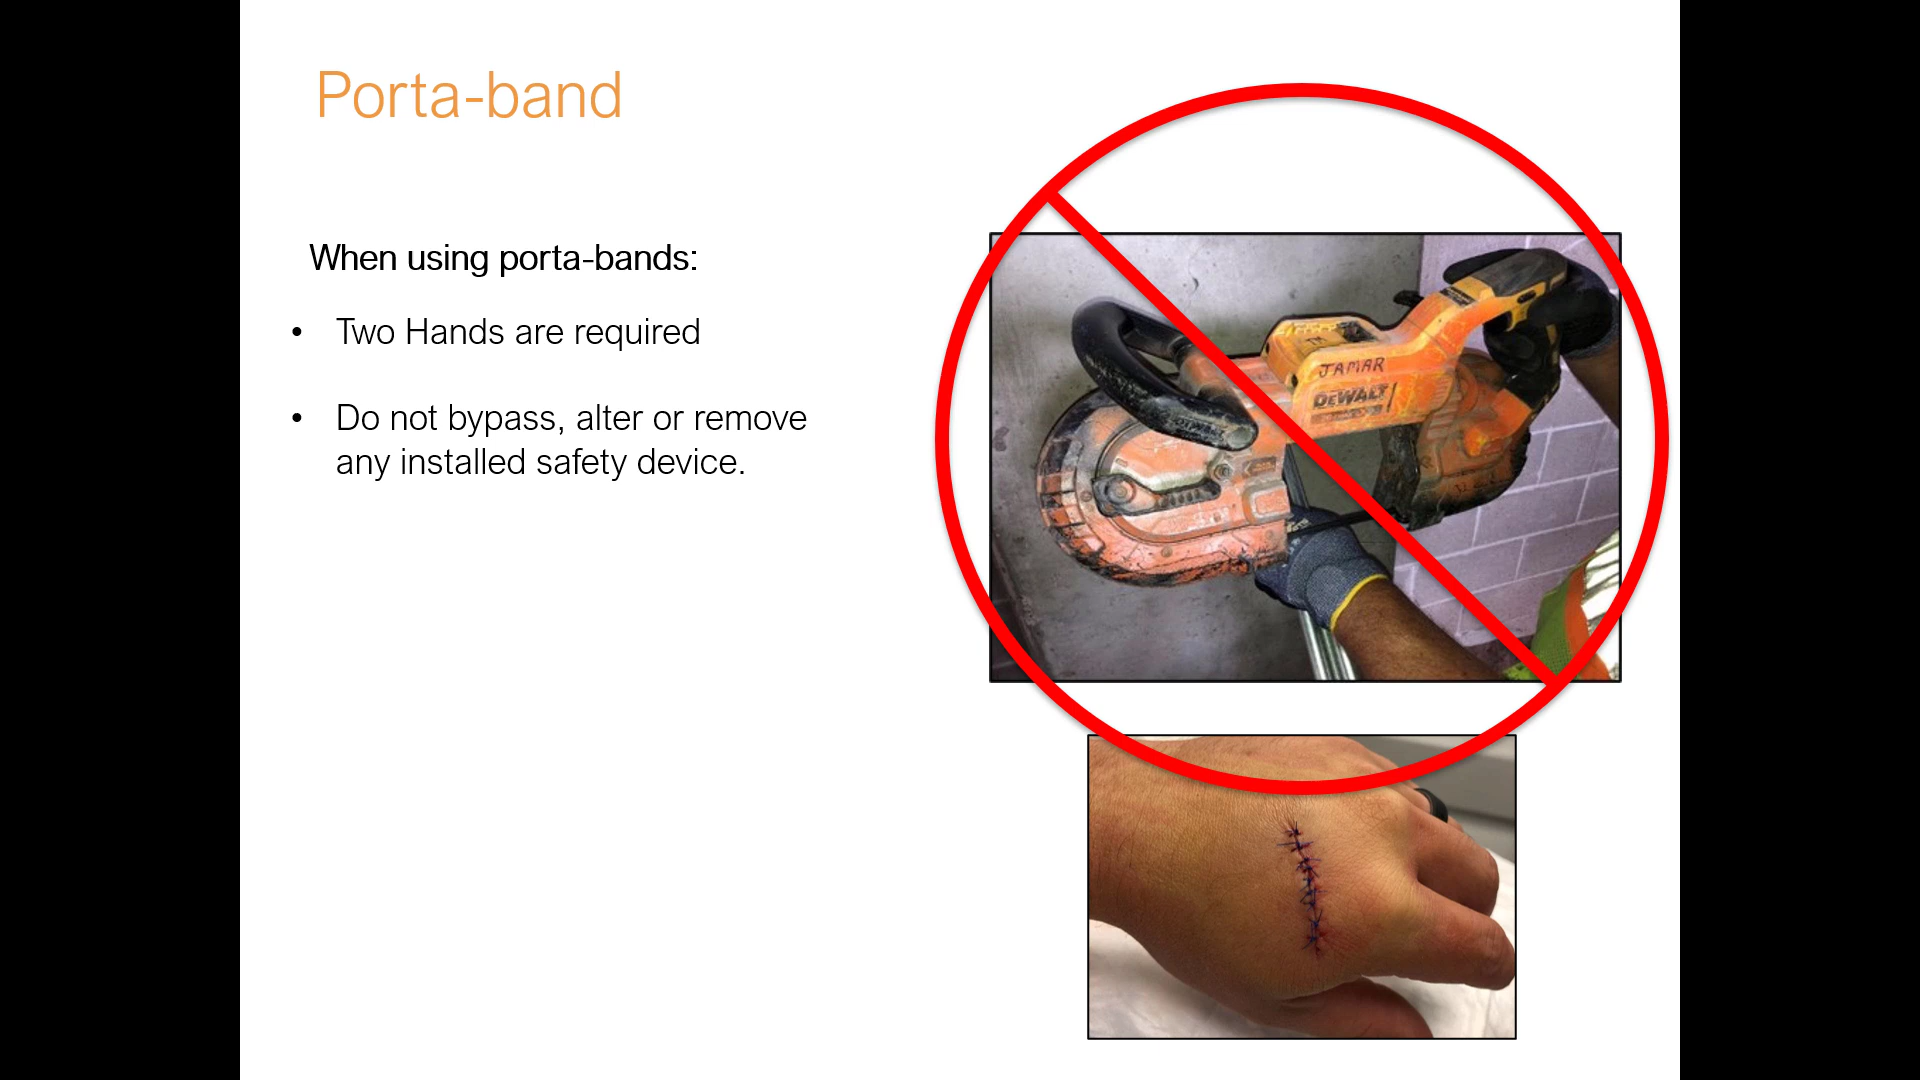 Porta-band
When using porta-bands:
• Two Hands are required
• Do not bypass, alter or remove
any installed safety device.
JAMAR
DEWALT